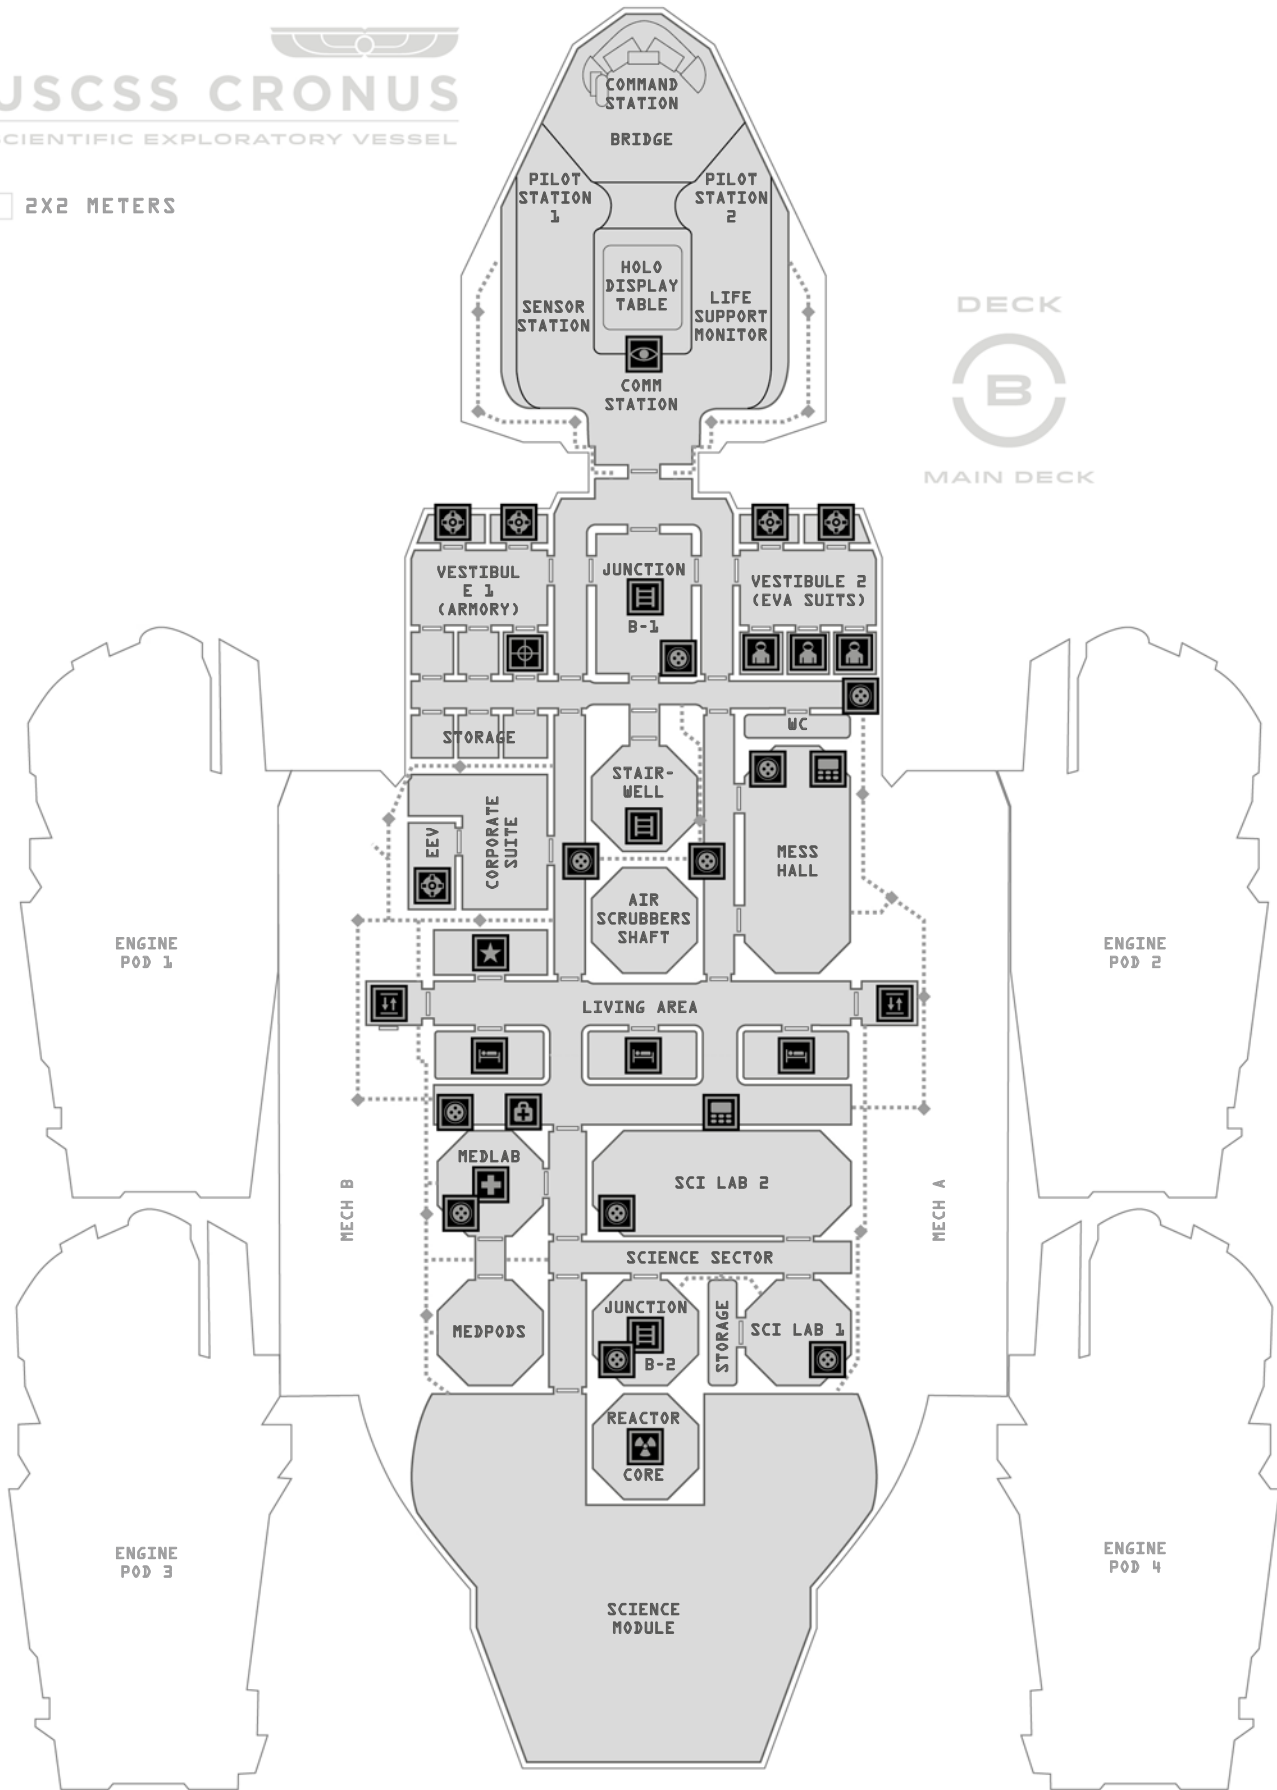 USCSS CRONUS
SCIENTIFIC EXPLORATORY VESSEL
2X2 METERS
COMMAND
STATION
BRIDGE
PILOT
STATION
1
PILOT
STATION
2
HOLO
DISPLAY
TABLE
SENSOR
STATION
LIFE
SUPPORT
MONITOR
COMM
STATION
DECK
B
MAIN DECK
VESTIBUL
E 1
(ARMORY)
JUNCTION
B-1
VESTIBULE 2
(EVA SUITS)
STORAGE
WC
STAIR-
WELL
EEV
CORPORATE
SUITE
MESS
HALL
AIR
SCRUBBERS
SHAFT
ENGINE
POD 1
ENGINE
POD 2
LIVING AREA
MEDLAB
SCI LAB 2
MECH B
MECH A
SCIENCE SECTOR
MEDPODS
JUNCTION
B-2
STORAGE
SCI LAB 1
REACTOR
CORE
ENGINE
POD 3
ENGINE
POD 4
SCIENCE
MODULE